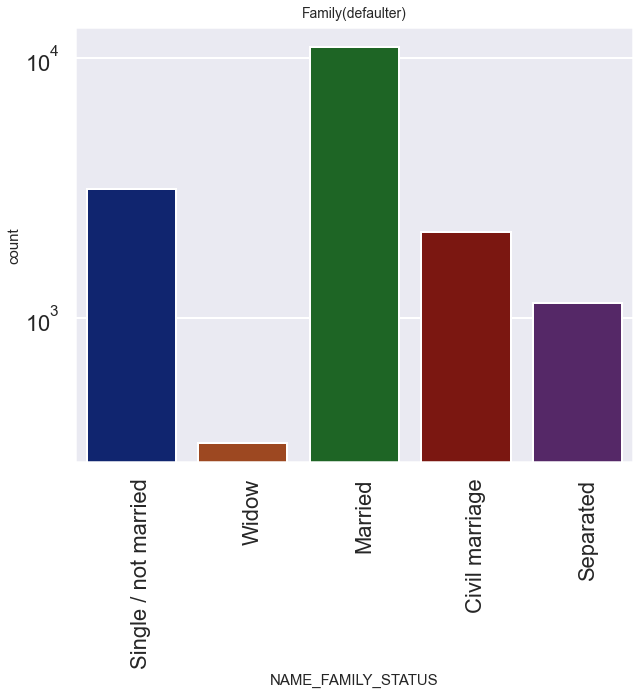 Family(defaulter)
10^4
10^3
count
Single / not married
Widow
Married
Civil marriage
Separated
NAME_FAMILY_STATUS